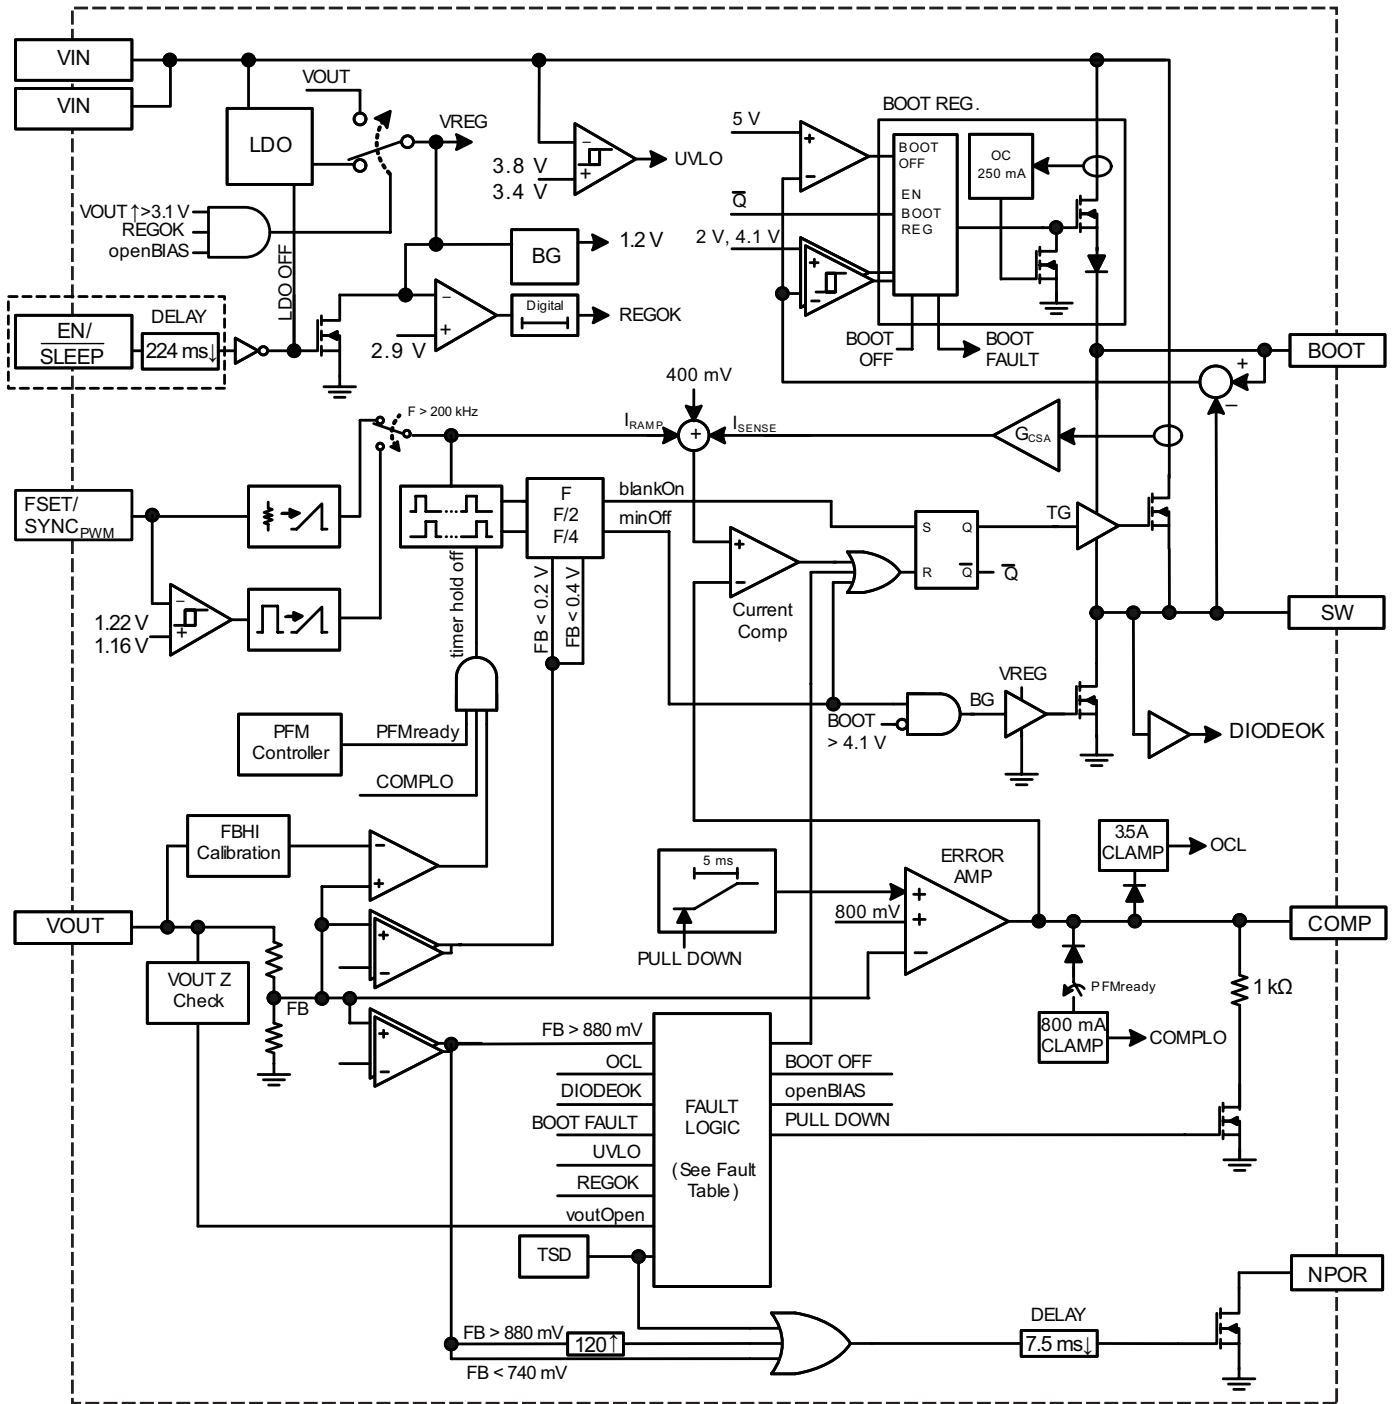 VIN
VIN
VOUT
LDO
VREG
3.8 V
3.4 V
−
+
UVLO
BOOT REG.
5 V
+
−
BOOT
OFF
EN
BOOT
REG
OC
250 mA
Q̅
2 V, 4.1 V
+
−
VOUT ↑>3.1 V
REGOK
openBIAS
LDO OFF
BG
1.2 V
−
+
2.9 V
Digital
REGOK
EN/
S̅L̅E̅E̅P̅
DELAY
224 ms↓
BOOT
OFF
BOOT
FAULT
BOOT
+
−
400 mV
F > 200 kHz
IRAMP
+
ISENSE
GCSA
FSET/
SYNCPWM
1.22 V
1.16 V
−
+
timer hold off
F
F/2
F/4
blankOn
minOff
FB < 0.2 V
FB < 0.4 V
+
−
Current
Comp
S
Q
R
Q̅
Q̅
TG
SW
VREG
BG
BOOT
> 4.1 V
DIODEOK
PFM
Controller
PFMready
COMPLO
FBHI
Calibration
−
+
5 ms
PULL DOWN
ERROR
AMP
+
800 mV
+
−
3.5A
CLAMP
OCL
VOUT
COMP
VOUT Z
Check
+
−
FB
+
−
PFMready
1 kΩ
800 mA
CLAMP
COMPLO
FB > 880 mV
OCL
DIODEOK
BOOT FAULT
UVLO
REGOK
voutOpen
FAULT
LOGIC
(See Fault
Table)
BOOT OFF
openBIAS
PULL DOWN
TSD
NPOR
FB > 880 mV
120↑
FB < 740 mV
DELAY
7.5 ms↓